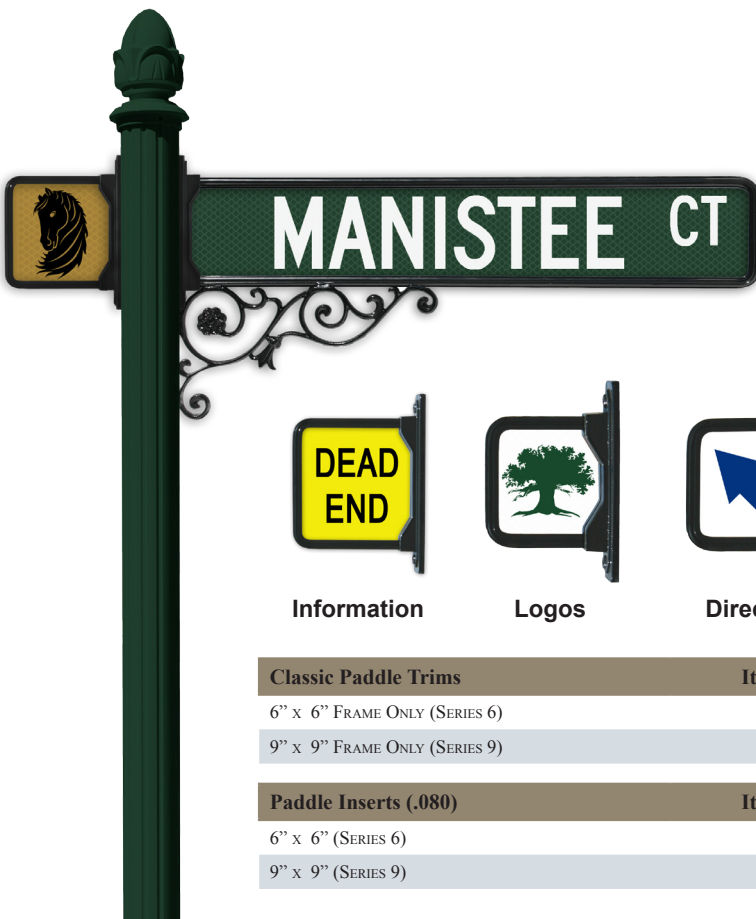 MANISTEE CT
DEAD
END
Information Logos
Classic Paddle Trims
6” x 6” Frame Only (Series 6)
9” x 9” Frame Only (Series 9)
Paddle Inserts (.080)
6” x 6” (Series 6)
9” x 9” (Series 9)